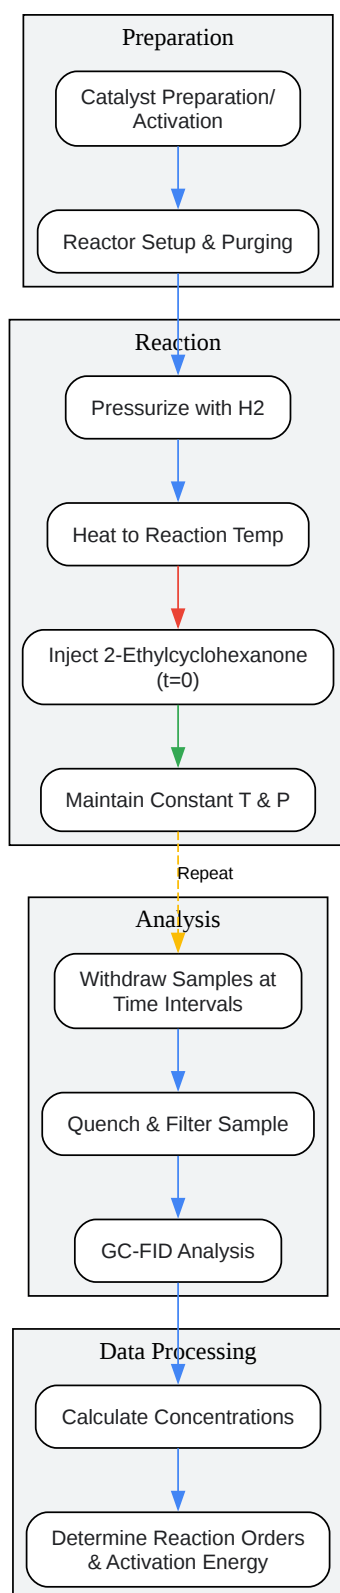 Preparation
Catalyst Preparation/
Activation
Reactor Setup & Purging
Reaction
Pressurize with H2
Heat to Reaction Temp
Inject 2-Ethylcyclohexanone
(t=0)
Maintain Constant T & P
Repeat
Analysis
Withdraw Samples at
Time Intervals
Quench & Filter Sample
GC-FID Analysis
Data Processing
Calculate Concentrations
Determine Reaction Orders
& Activation Energy